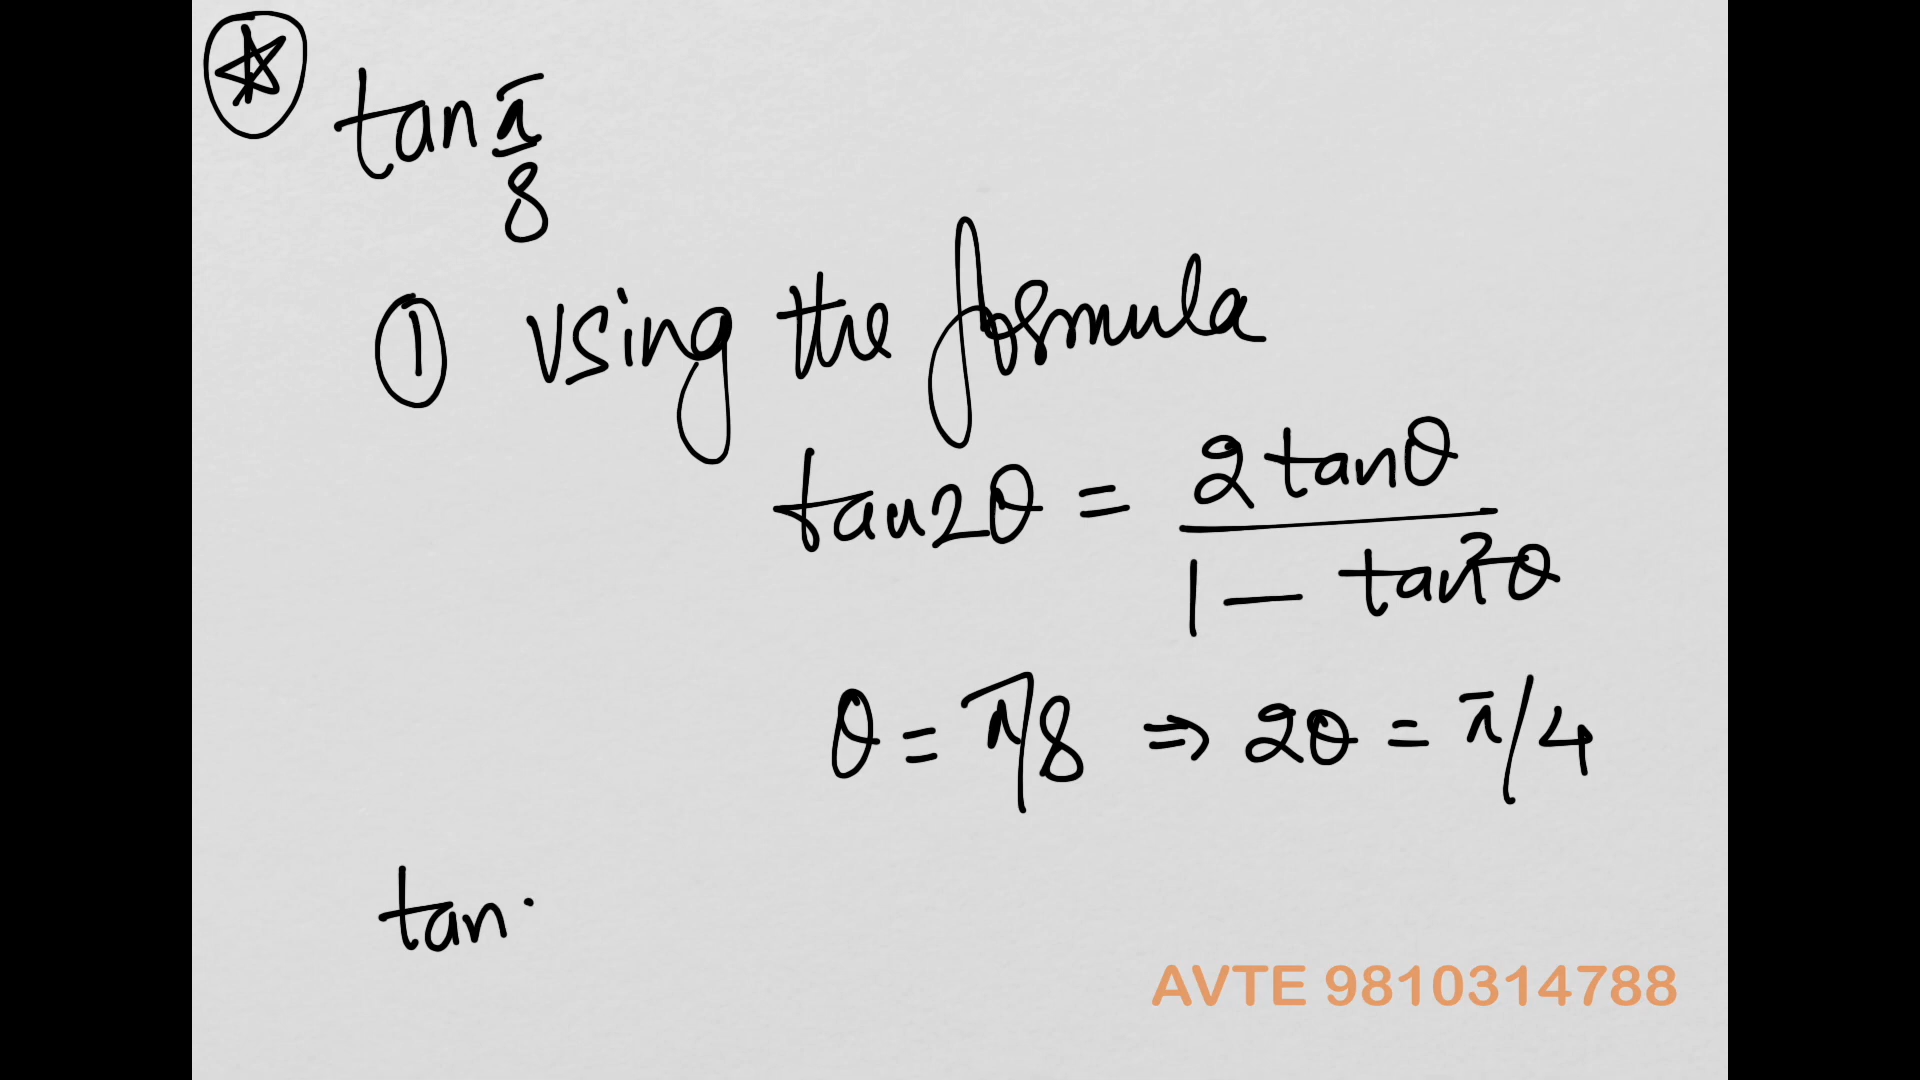 tan π/8
① Using the formula
tan2θ = 2tanθ / 1 - tan²θ
θ = π/8 ⇒ 2θ = π/4
tan
AVTE 9810314788